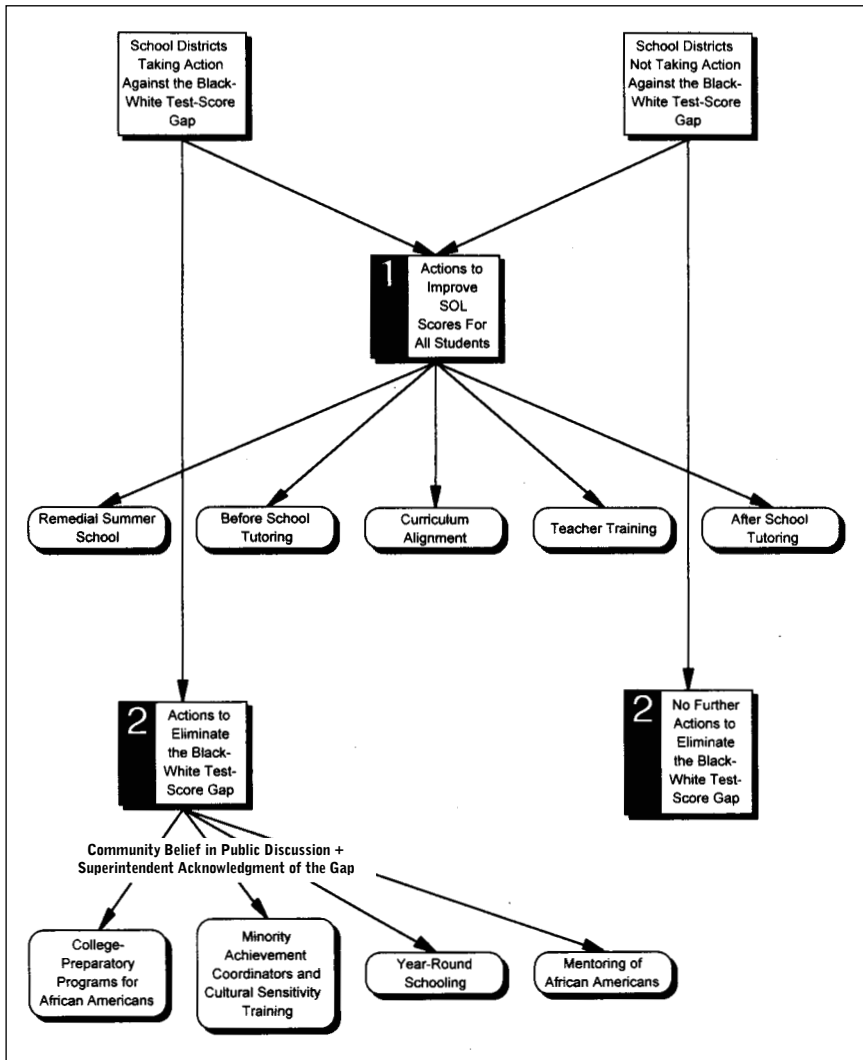 School Districts
Taking Action
Against the Black-
White Test-Score
Gap
School Districts
Not Taking Action
Against the Black-
White Test-Score
Gap
1
Actions to
Improve
SOL
Scores For
All Students
Remedial Summer
School
Before School
Tutoring
Curriculum
Alignment
Teacher Training
After School
Tutoring
2
Actions to
Eliminate
the Black-
White Test-
Score Gap
2
No Further
Actions to
Eliminate
the Black-
White Test-
Score Gap
Community Belief in Public Discussion +
Superintendent Acknowledgment of the Gap
College-
Preparatory
Programs for
African Americans
Minority
Achievement
Coordinators and
Cultural Sensitivity
Training
Year-Round
Schooling
Mentoring of
African Americans